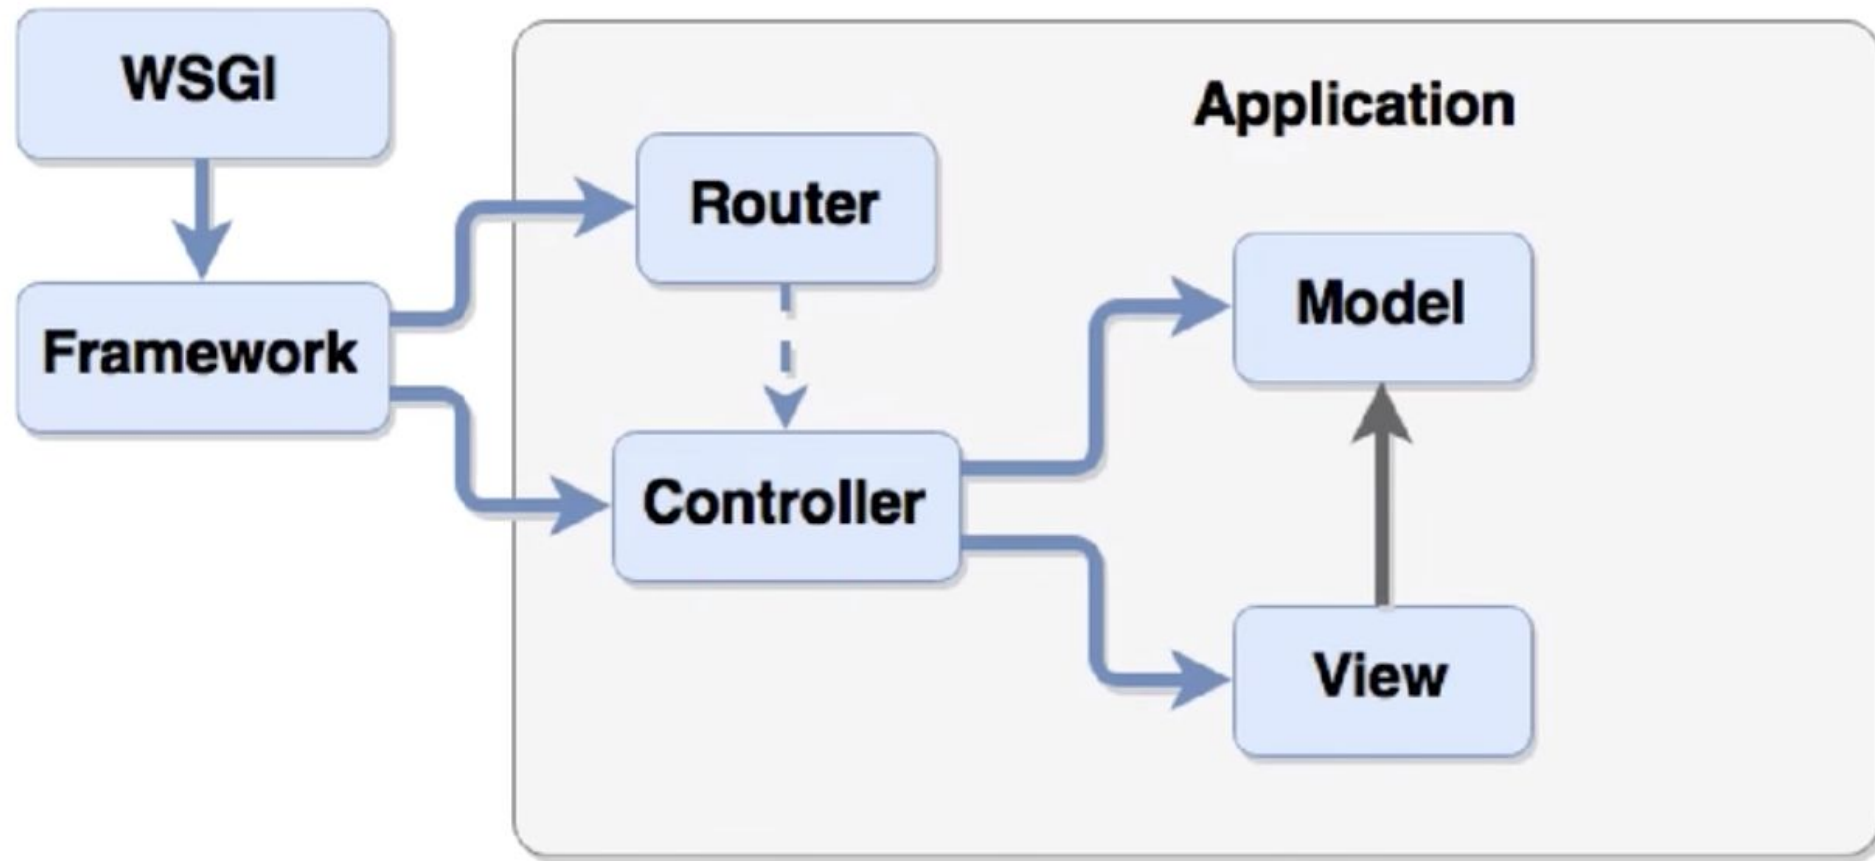 WSGI
Application
Router
Framework
Model
Controller
View